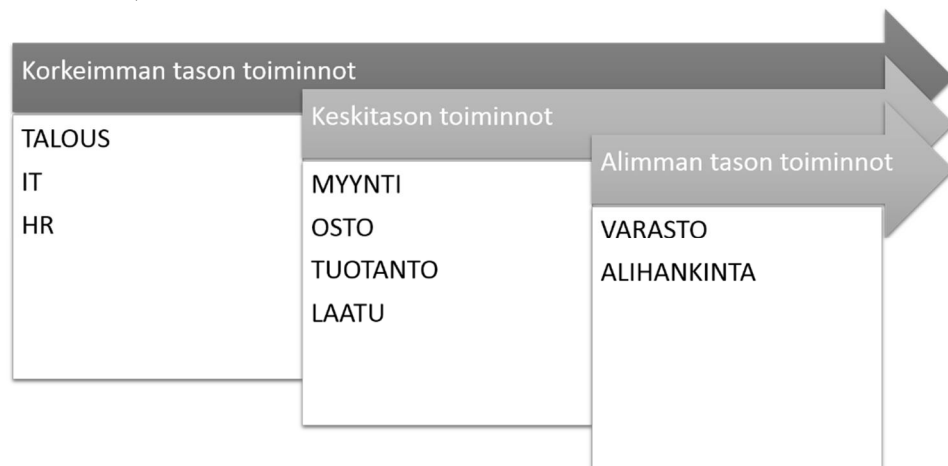 Korkeimman tason toiminnot
TALOUS
IT
HR
Keskitason toiminnot
MYYNTI
OSTO
TUOTANTO
LAATU
Alimman tason toiminnot
VARASTO
ALIHANKINTA